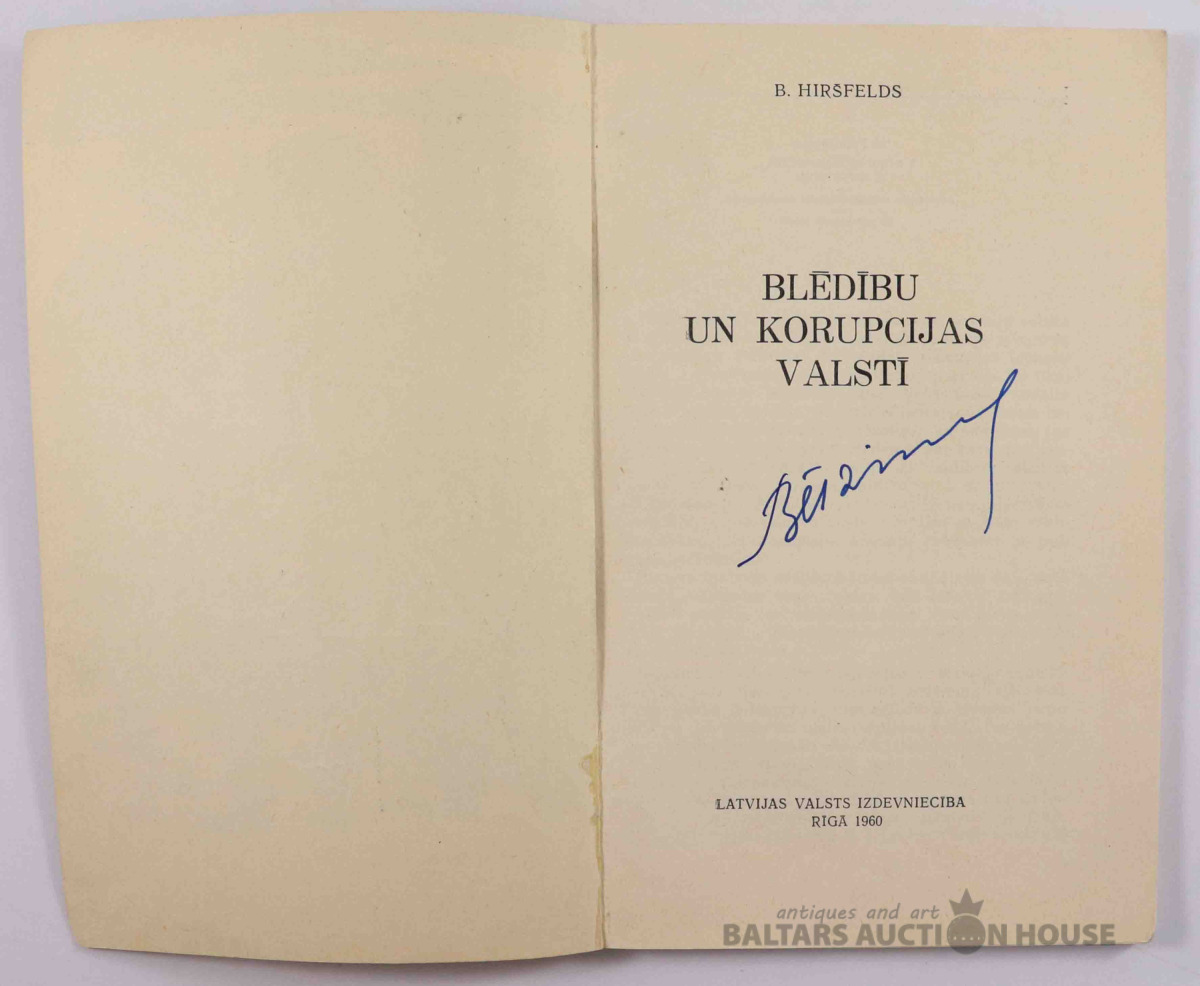 B. HIRŠFELDS
BLĒDĪBU
UN KORUPCIJAS
VALSTĪ
LATVIJAS VALSTS IZDEVNIECĪBA
RĪGĀ 1960
antiques and art
BALTARS AUCTION HOUSE